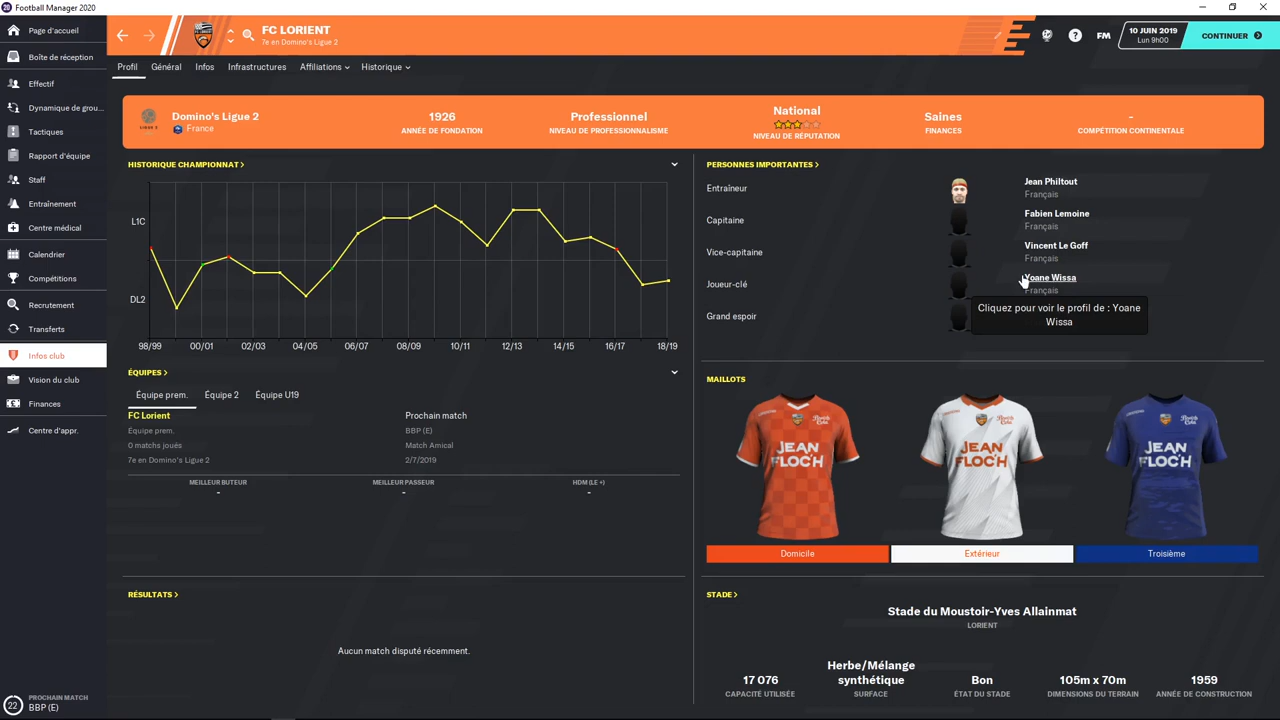 Football Manager 2020
Page d'accueil
Boîte de réception
Effectif
Dynamique de grou...
Tactiques
Rapport d'équipe
Staff
Entraînement
Centre médical
Calendrier
Compétitions
Recrutement
Transferts
Infos club
Vision du club
Finances
Centre d'appr.
22
PROCHAIN MATCH
BBP (E)
FC LORIENT
7e en Domino's Ligue 2
FM
10 JUIN 2019
Lun 9h00
CONTINUER
Profil
Général
Infos
Infrastructures
Affiliations
Historique
LIGUE 2
Domino's Ligue 2
France
1926
ANNÉE DE FONDATION
Professionnel
NIVEAU DE PROFESSIONALISME
National
NIVEAU DE RÉPUTATION
Saines
FINANCES
-
COMPÉTITION CONTINENTALE
HISTORIQUE CHAMPIONNAT >
L1C
DL2
98/99
00/01
02/03
04/05
06/07
08/09
10/11
12/13
14/15
16/17
18/19
ÉQUIPES >
Équipe prem.
Équipe 2
Équipe U19
FC Lorient
Équipe prem.
0 matchs joués
7e en Domino's Ligue 2
Prochain match
BBP (E)
Match Amical
2/7/2019
MEILLEUR BUTEUR
-
MEILLEUR PASSEUR
-
HDM (LE +)
-
RÉSULTATS >
Aucun match disputé récemment.
PERSONNES IMPORTANTES >
Entraîneur
Jean Philtout
Français
Capitaine
Fabien Lemoine
Français
Vice-capitaine
Vincent Le Goff
Français
Joueur-clé
Yoane Wissa
Français
Grand espoir
Cliquez pour voir le profil de : Yoane
Wissa
MAILLOTS
JEAN
FLOC'H
JEAN
FLOC'H
JEAN
FLOC'H
Domicile
Extérieur
Troisième
STADE >
Stade du Moustoir-Yves Allainmat
LORIENT
17 076
CAPACITÉ UTILISÉE
Herbe/Mélange
synthétique
SURFACE
Bon
ÉTAT DU STADE
105m x 70m
DIMENSIONS DU TERRAIN
1959
ANNÉE DE CONSTRUCTION